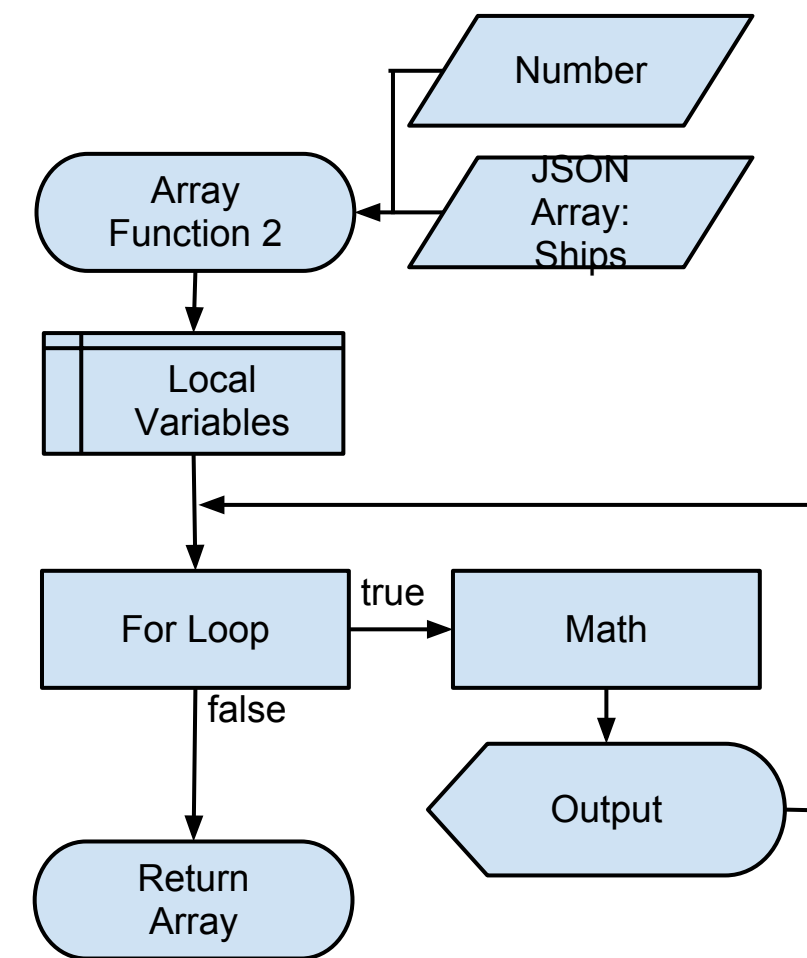 Number
JSON
Array:
Ships
Array
Function 2
Local
Variables
For Loop
true
Math
false
Output
Return
Array